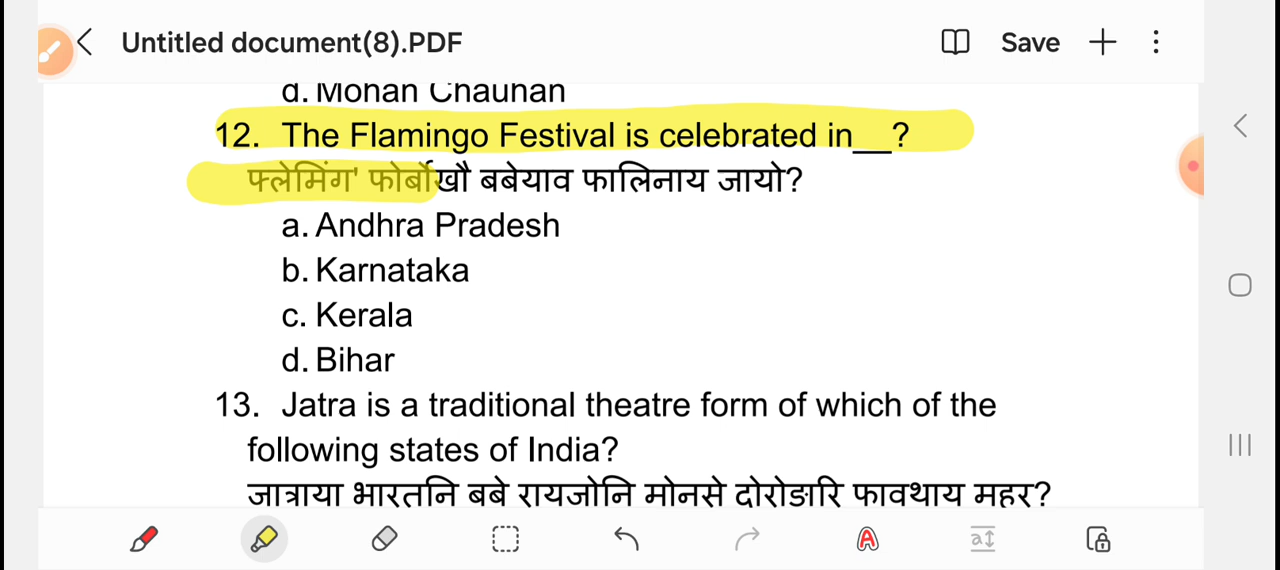 Untitled document(8).PDF
Save
d. Mohan Chauhan
12. The Flamingo Festival is celebrated in__?
फ्लेमिंग' फोर्बोखौ बबेयाव फालिनाय जायो?
a. Andhra Pradesh
b. Karnataka
c. Kerala
d. Bihar
13. Jatra is a traditional theatre form of which of the
following states of India?
जात्राया भारतनि बबे रायजोनि मोनसे दोरोङारि फावथाय महर?